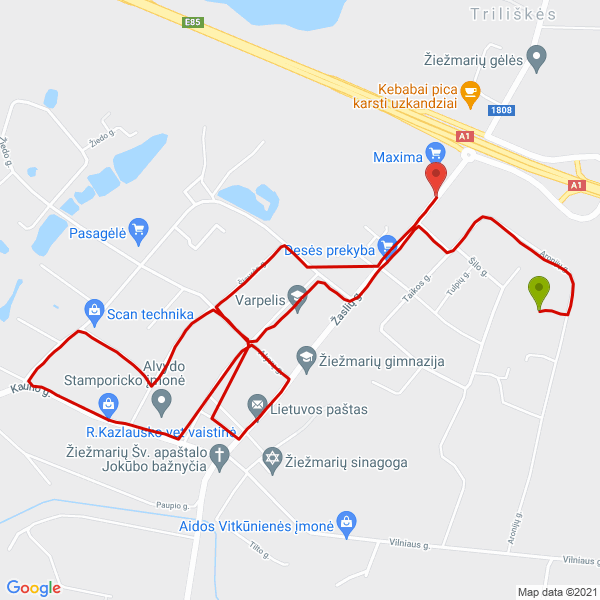 Triliškės
E85
Žiežmarių gėlės
Kebabai pica
karsti uzkandziai
1808
A1
Žiedo g.
Žiedo g.
Maxima
A1
Pasagėlė
Desės prekyba
Šilo g.
Tulpių g.
Taikos g.
Varpelis
Scan technika
Žaslių g.
Žiežmarių gimnazija
Alvydo
Stamporicko įmonė
Kauno g.
Lietuvos paštas
R.Kazlausko vet vaistinė
Žiežmarių Šv. apaštalo
Jokūbo bažnyčia
Žiežmarių sinagoga
Paupio g.
Aidos Vitkūnienės įmonė
Aronijų g.
Tilto g.
Vilniaus g.
Vilniaus g.
Google
Map data ©2021